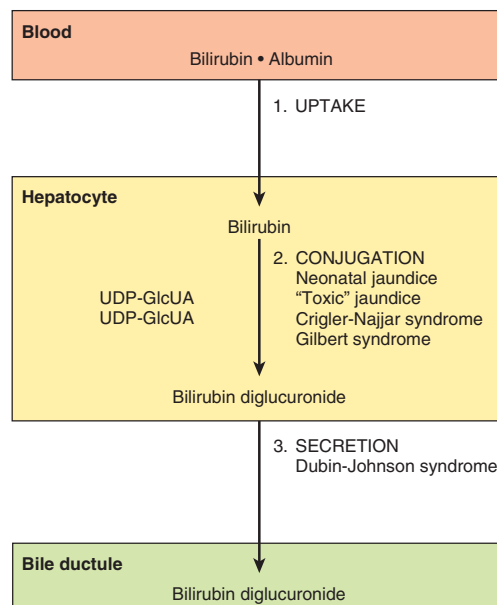 Blood
Bilirubin • Albumin
1. UPTAKE
Hepatocyte
Bilirubin
2. CONJUGATION
Neonatal jaundice
“Toxic” jaundice
Crigler-Najjar syndrome
Gilbert syndrome
UDP-GlcUA
UDP-GlcUA
Bilirubin diglucuronide
3. SECRETION
Dubin-Johnson syndrome
Bile ductule
Bilirubin diglucuronide